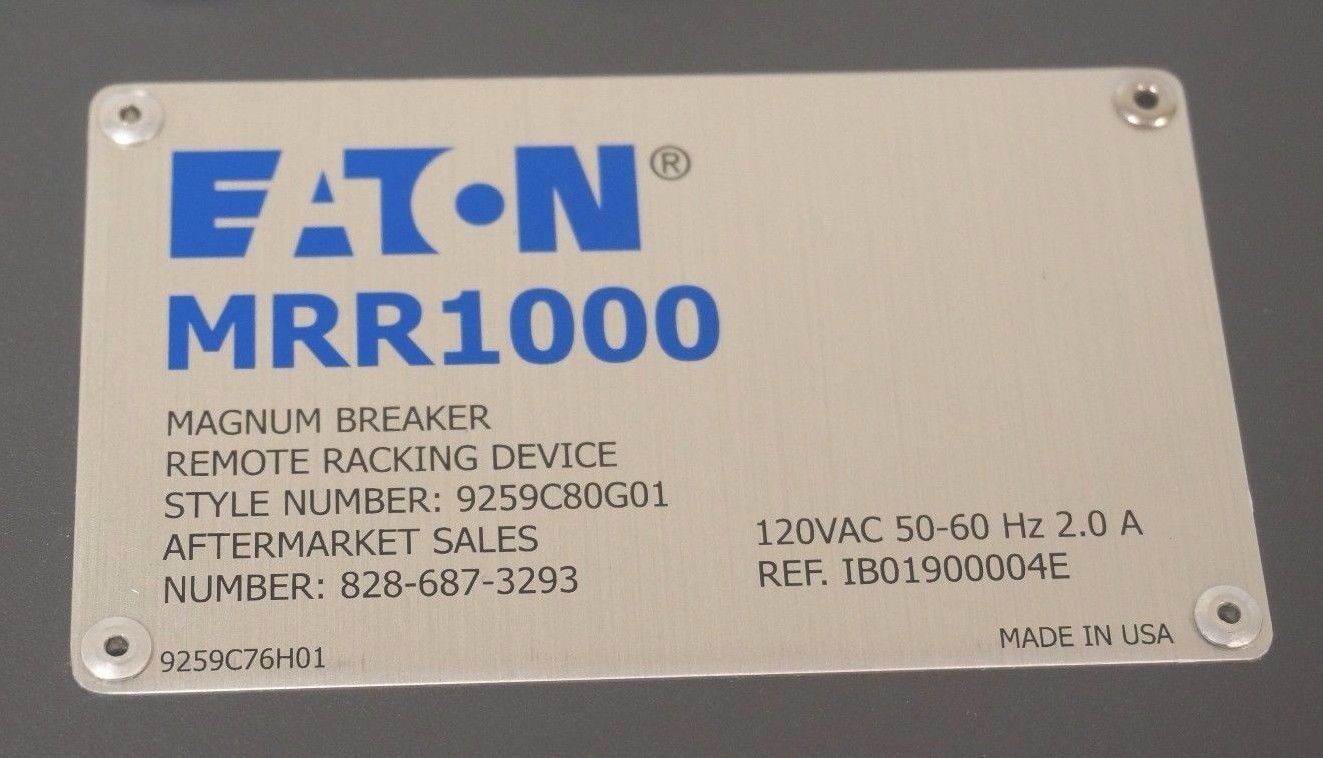 EATON®
MRR1000
MAGNUM BREAKER
REMOTE RACKING DEVICE
STYLE NUMBER: 9259C80G01
AFTERMARKET SALES
NUMBER: 828-687-3293
120VAC 50-60 Hz 2.0 A
REF. IB01900004E
9259C76H01
MADE IN USA